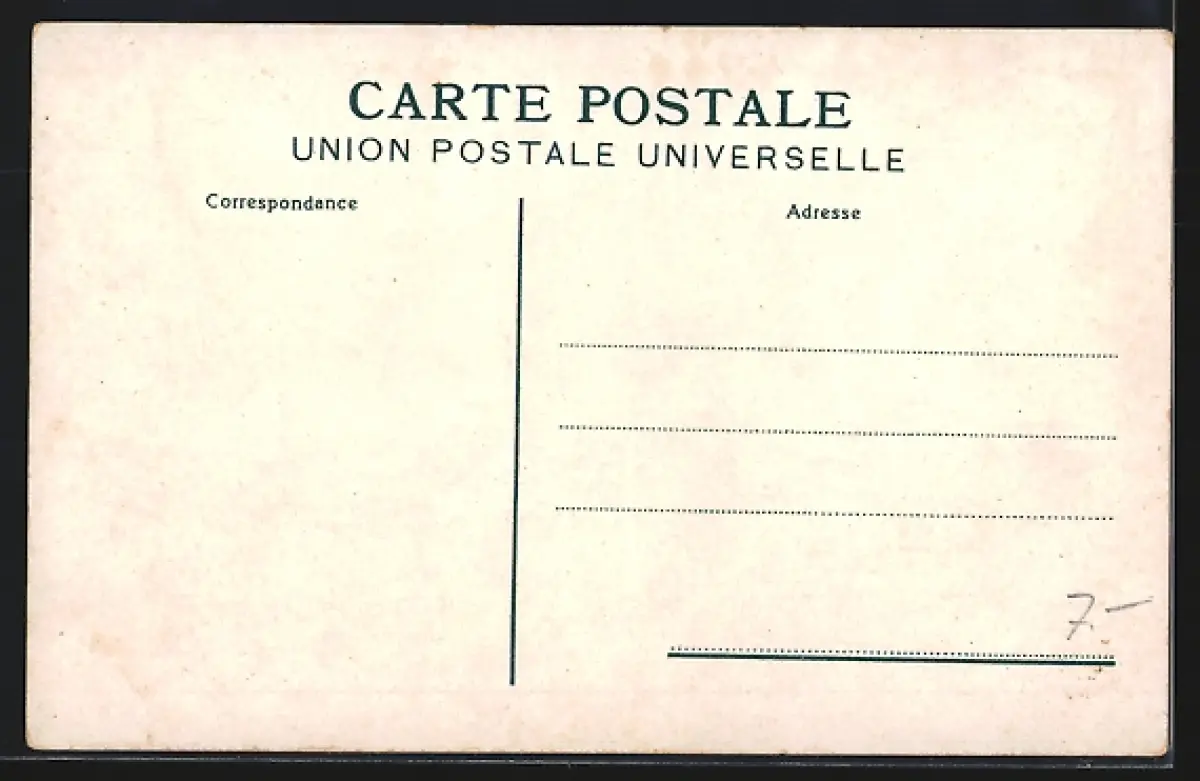 CARTE POSTALE
UNION POSTALE UNIVERSELLE
Correspondance
Adresse
7.-